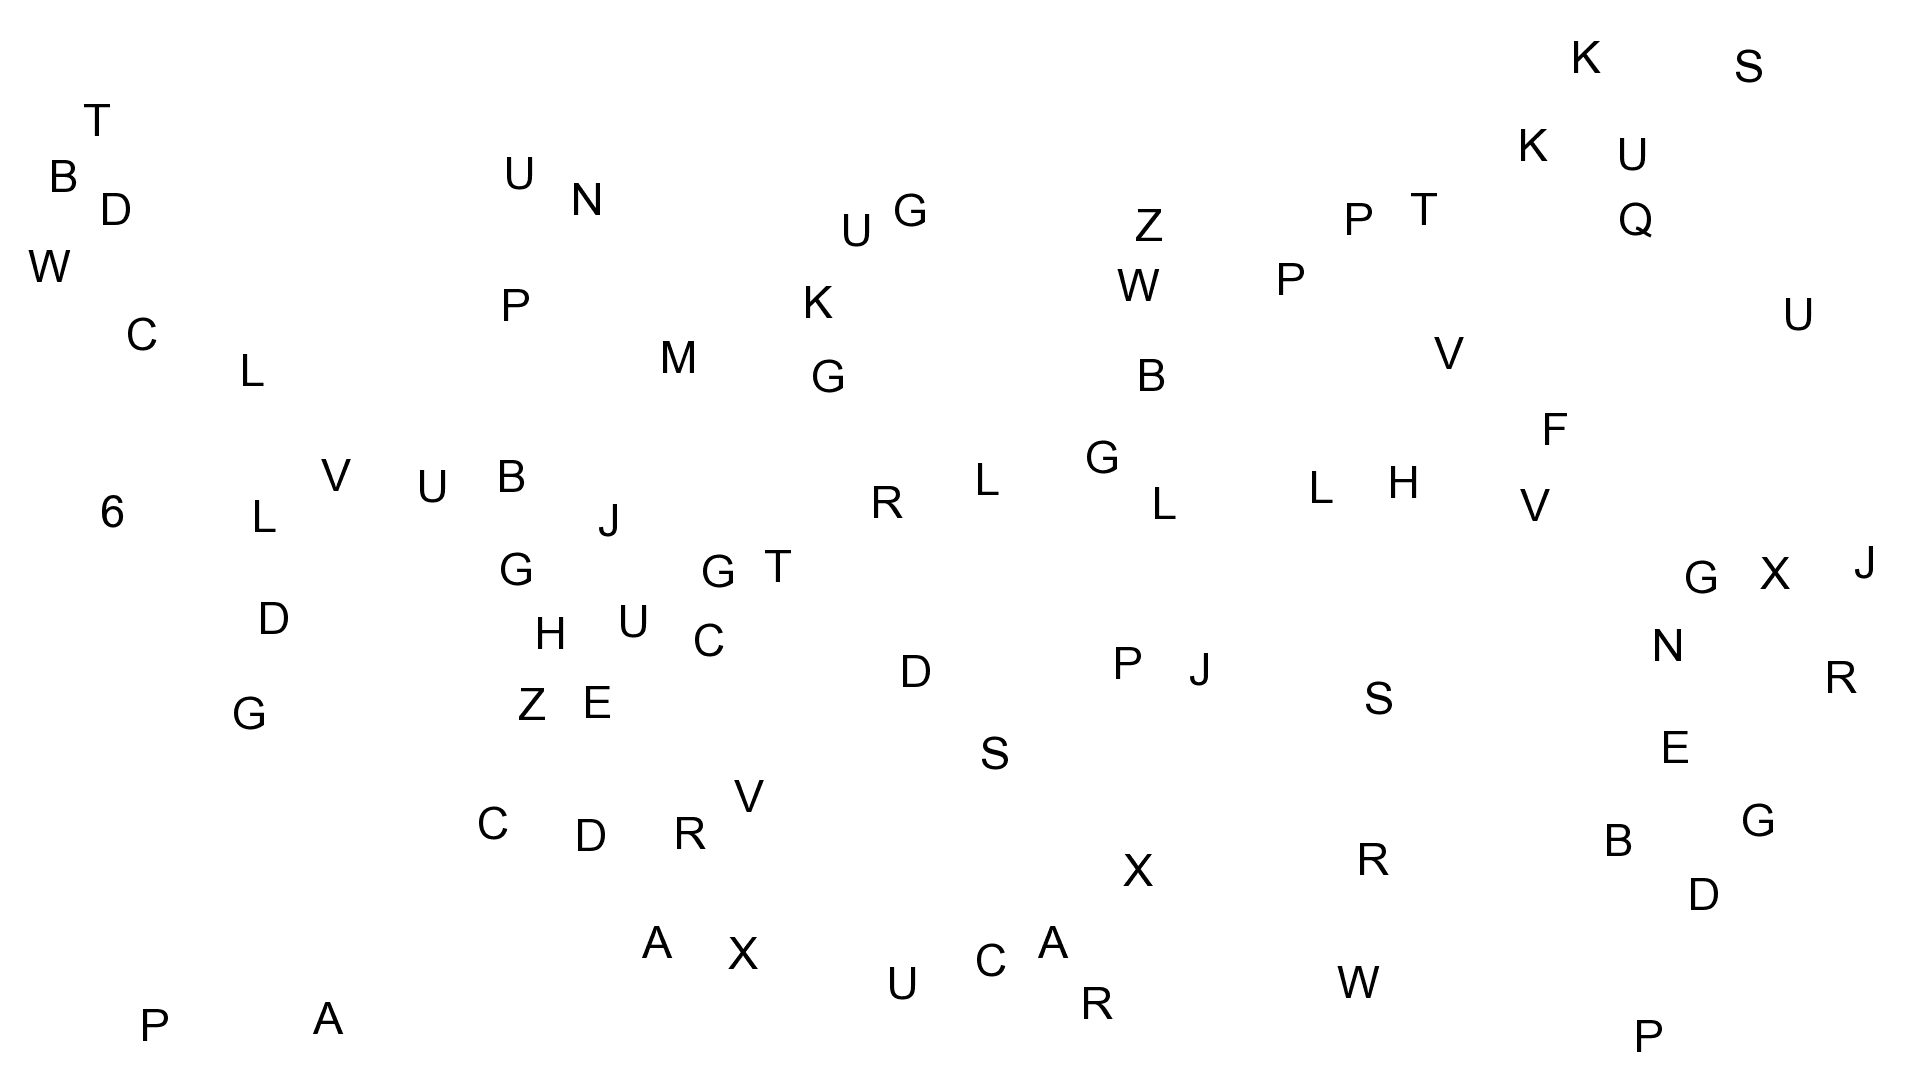 K S
T
K U
B U N
D U G Z P T Q
W K W P
C P U
L M G B V
F
V U B R L G L L H V
6 L J
G G T G X J
D H U C N
Z E D P J S R
G S E
C D R V B G
X R D
A X U C A W
P A R P